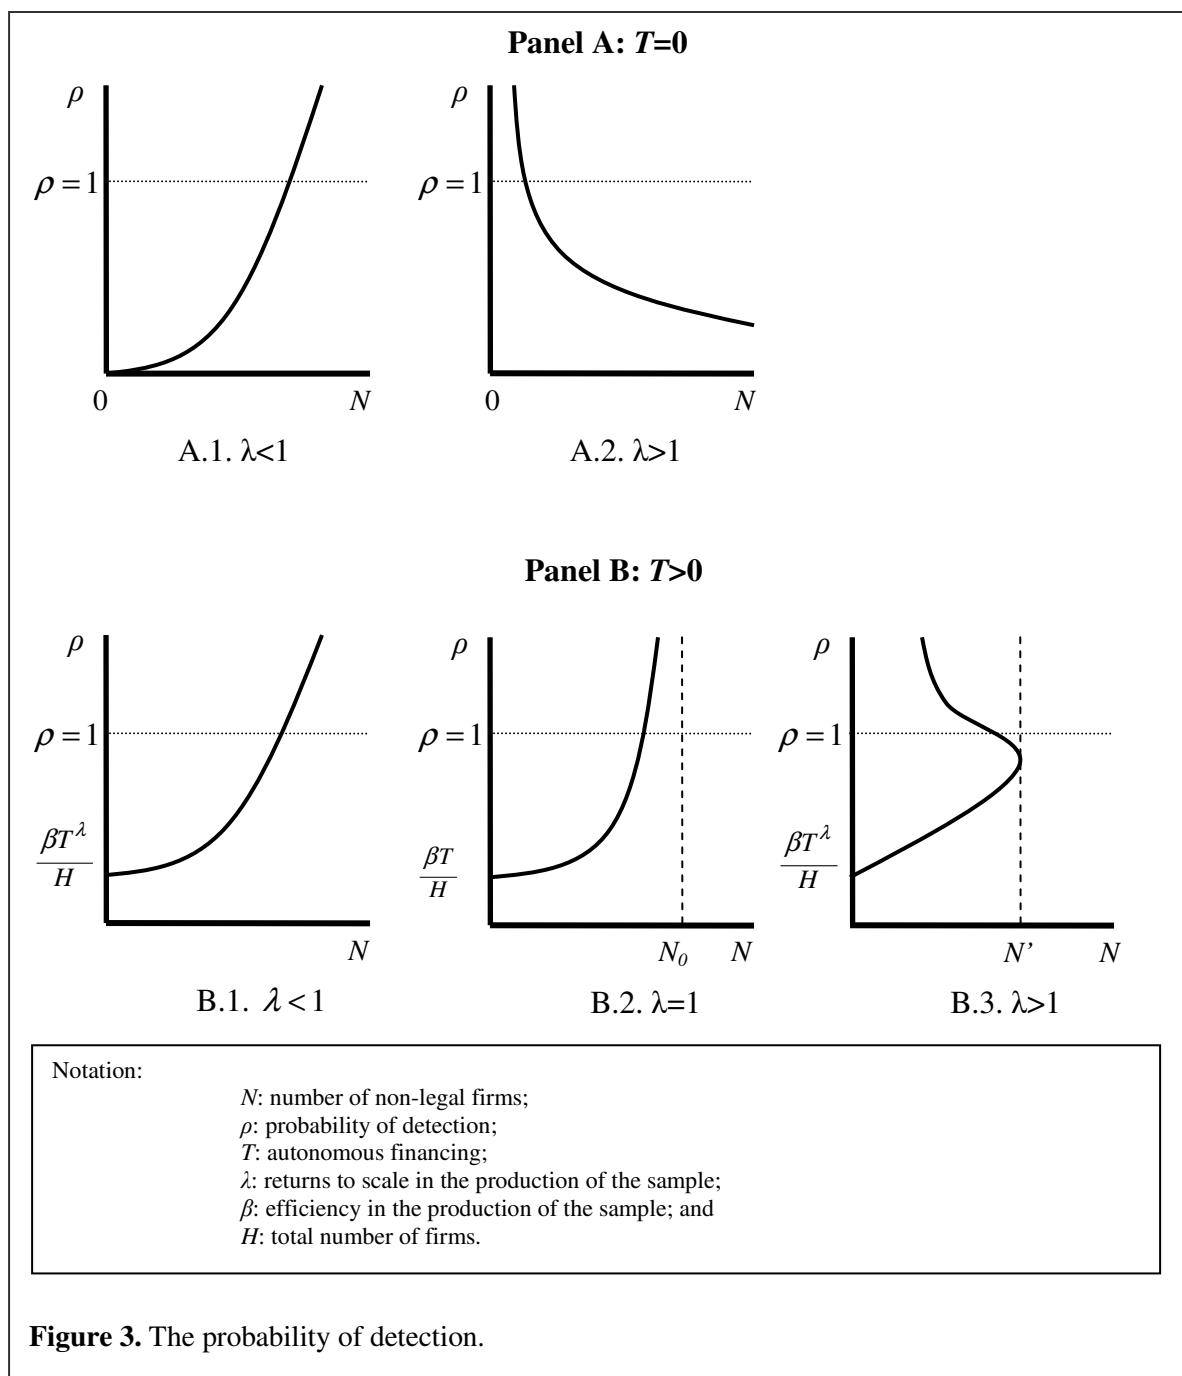 Panel A: T=0
ρ
ρ
ρ = 1
ρ = 1
0
N
0
N
A.1. λ<1
A.2. λ>1
Panel B: T>0
ρ
ρ
ρ
ρ = 1
ρ = 1
ρ = 1
βT^λ
H
βT
H
βT^λ
H
N
N₀
N
N’
N
B.1. λ < 1
B.2. λ=1
B.3. λ>1
Notation:
N: number of non-legal firms;
ρ: probability of detection;
T: autonomous financing;
λ: returns to scale in the production of the sample;
β: efficiency in the production of the sample; and
H: total number of firms.
Figure 3. The probability of detection.